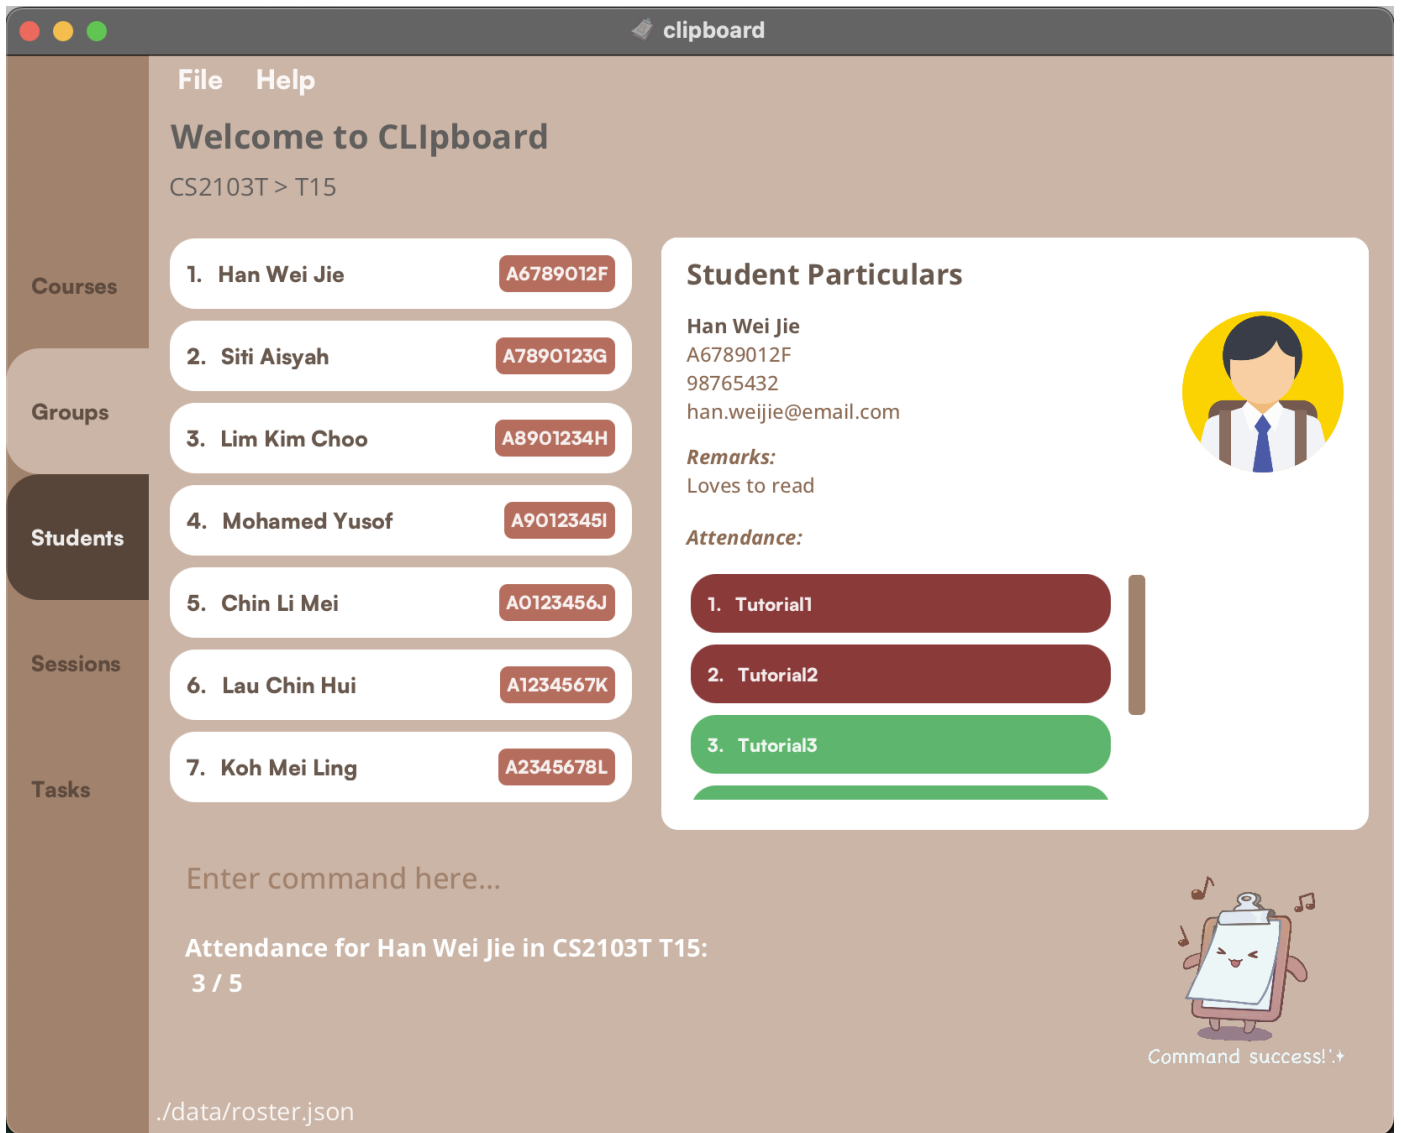 clipboard
File Help
Welcome to CLIpboard
CS2103T > T15
Courses
Groups
Students
Sessions
Tasks
1. Han Wei Jie A6789012F
2. Siti Aisyah A7890123G
3. Lim Kim Choo A8901234H
4. Mohamed Yusof A9012345I
5. Chin Li Mei A0123456J
6. Lau Chin Hui A1234567K
7. Koh Mei Ling A2345678L
Student Particulars
Han Wei Jie
A6789012F
98765432
han.weijie@email.com
Remarks:
Loves to read
Attendance:
1. Tutorial1
2. Tutorial2
3. Tutorial3
Enter command here...
Attendance for Han Wei Jie in CS2103T T15:
3 / 5
Command success!
./data/roster.json